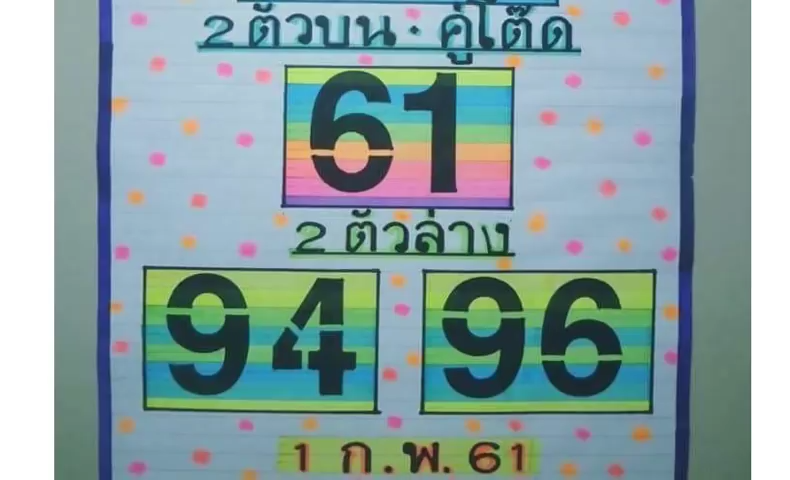 2 ตัวบน · คู่โต๊ด
61
2 ตัวล่าง
94 96
1 ก.พ. 61